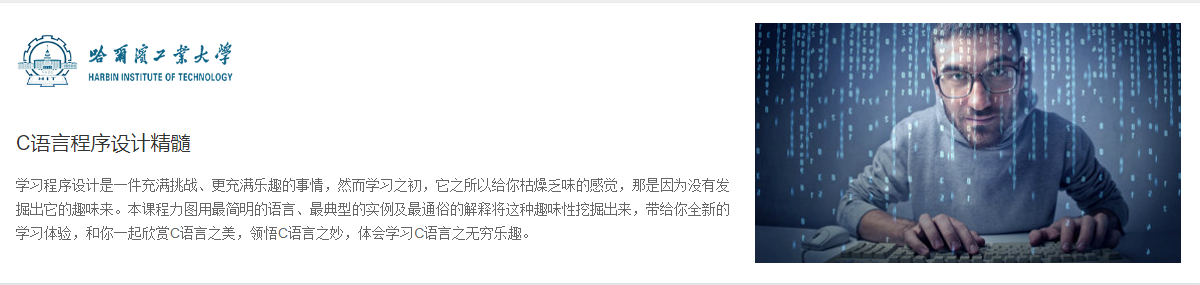 哈爾濱工業大學
HARBIN INSTITUTE OF TECHNOLOGY
HIT
C语言程序设计精髓
学习程序设计是一件充满挑战、更充满乐趣的事情，然而学习之初，它之所以给你枯燥乏味的感觉，那是因为没有发
掘出它的趣味来。本课程力图用最简明的语言、最典型的实例及最通俗的解释将这种趣味性挖掘出来，带给你全新的
学习体验，和你一起欣赏C语言之美，领悟C语言之妙，体会学习C语言之无穷乐趣。